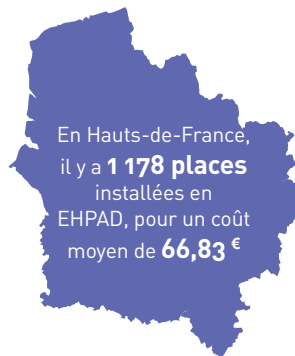 En Hauts-de-France,
il y a 1 178 places
installées en
EHPAD, pour un coût
moyen de 66,83 €